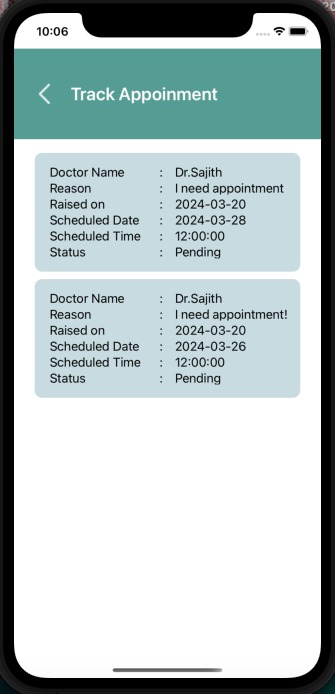 10:06
Track Appoinment
Doctor Name : Dr.Sajith
Reason : I need appointment
Raised on : 2024-03-20
Scheduled Date : 2024-03-28
Scheduled Time : 12:00:00
Status : Pending
Doctor Name : Dr.Sajith
Reason : I need appointment!
Raised on : 2024-03-20
Scheduled Date : 2024-03-26
Scheduled Time : 12:00:00
Status : Pending